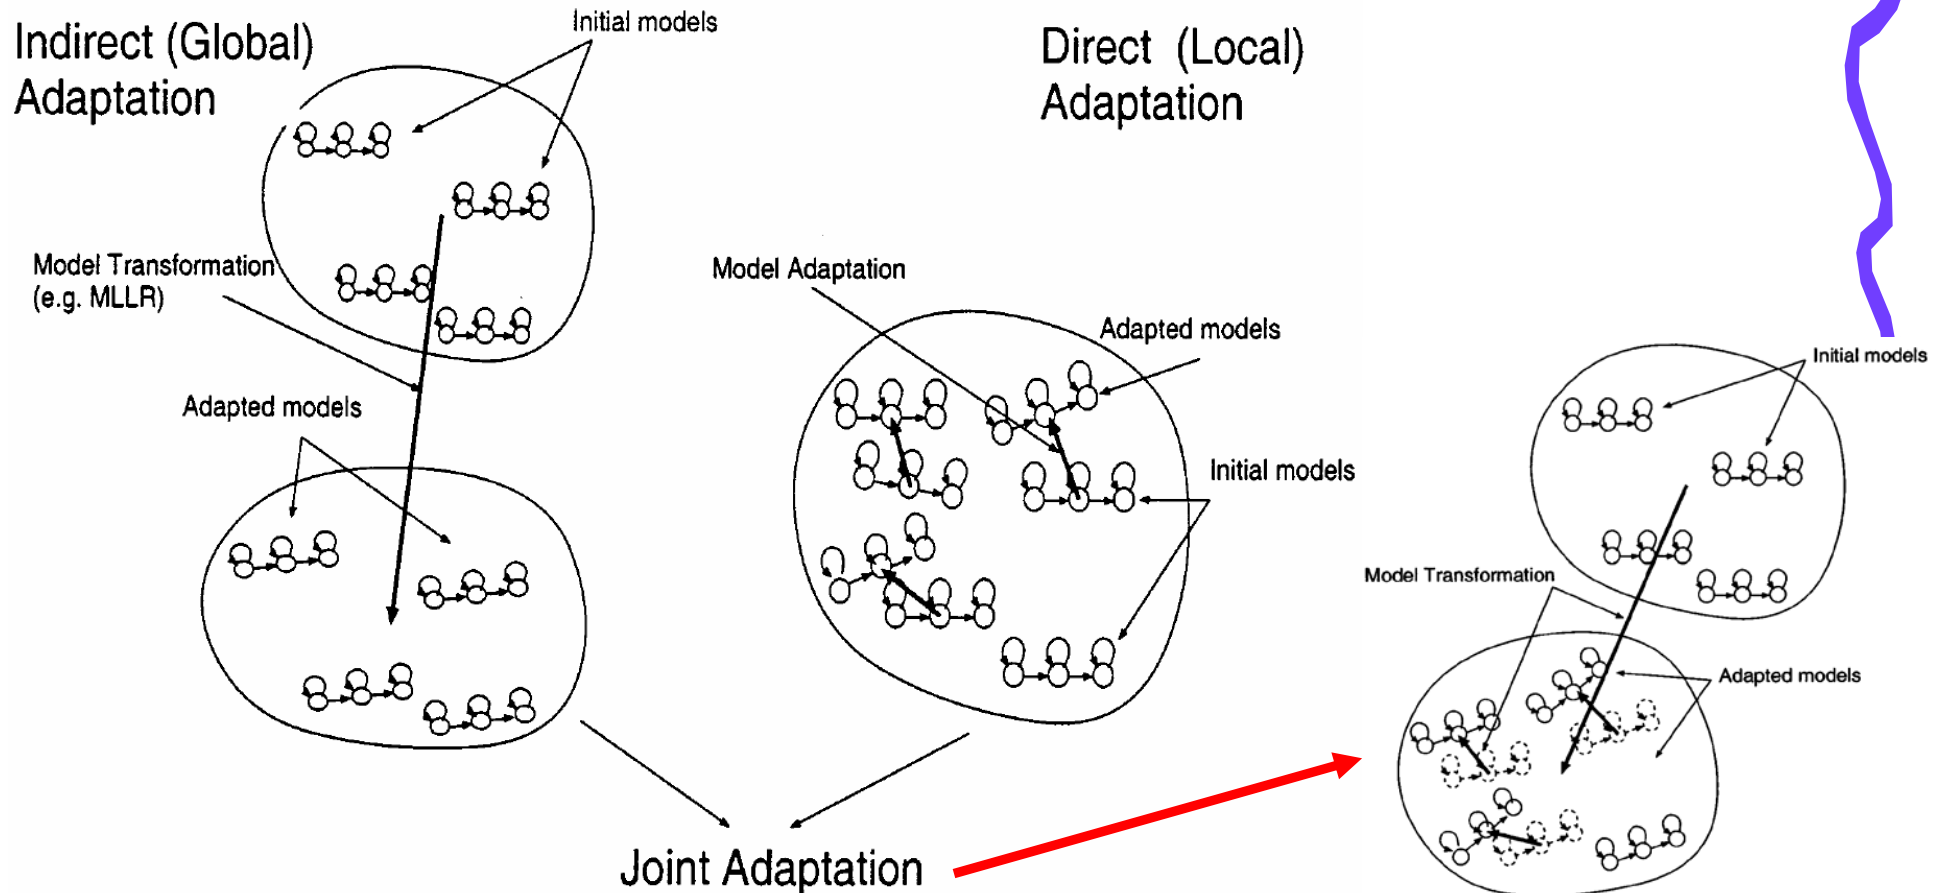 Indirect (Global)
Adaptation
Initial models
Model Transformation
(e.g. MLLR)
Adapted models
Direct (Local)
Adaptation
Model Adaptation
Adapted models
Initial models
Joint Adaptation
Initial models
Model Transformation
Adapted models